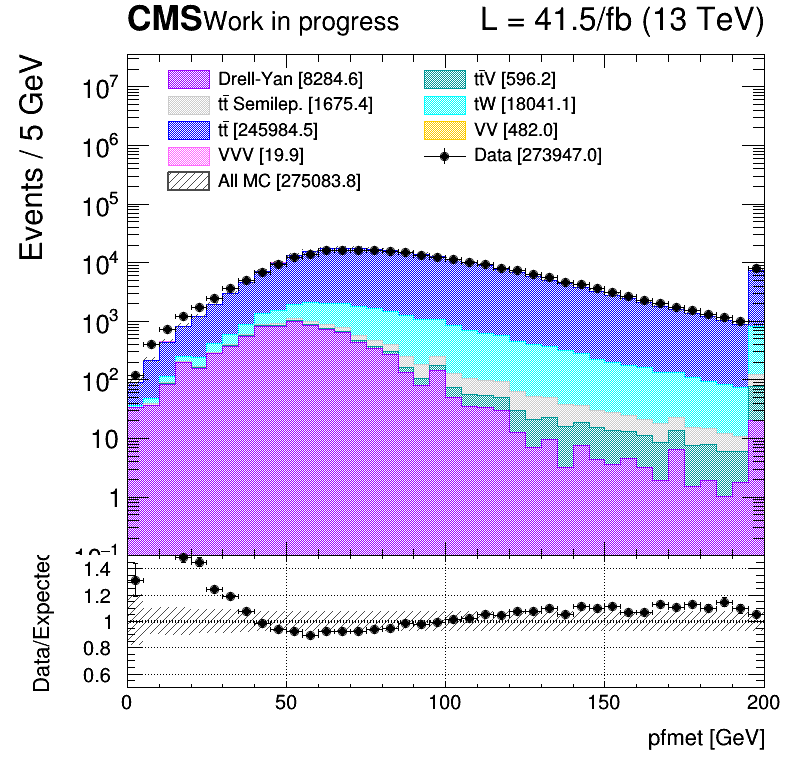 CMS Work in progress L = 41.5/fb (13 TeV)
Events / 5 GeV
Drell-Yan [8284.6] tt̄V [596.2]
tt̄ Semilep. [1675.4] tW [18041.1]
tt̄ [245984.5] VV [482.0]
VVV [19.9] Data [273947.0]
All MC [275083.8]
10⁷
10⁶
10⁵
10⁴
10³
10²
10
1
10⁻¹
Data/Expected
1.4
1.2
1
0.8
0.6
0 50 100 150 200
pfmet [GeV]